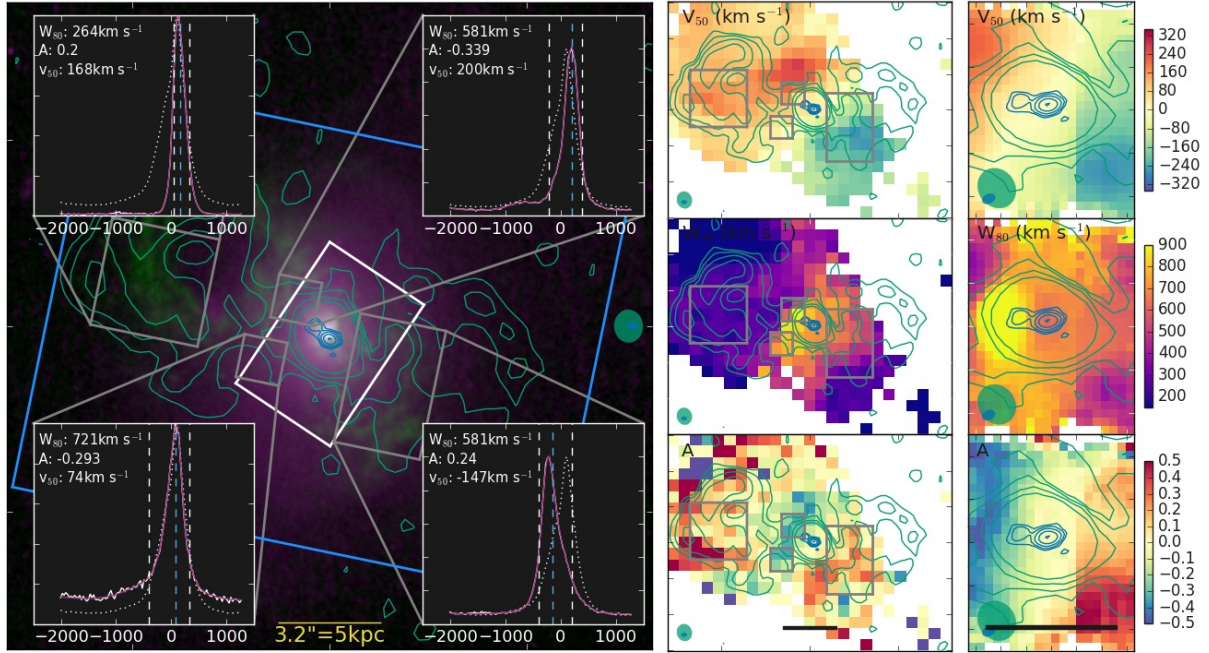 W80: 264km s−1
A: 0.2
v50: 168km s−1
−2000 −1000 0 1000
W80: 581km s−1
A: -0.339
v50: 200km s−1
−2000 −1000 0 1000
W80: 721km s−1
A: -0.293
v50: 74km s−1
−2000−1000 0 1000
W80: 581km s−1
A: 0.24
v50: -147km s−1
−2000−1000 0 1000
3.2"=5kpc
V50 (km s−1)
V50 (km s−1)
320
240
160
80
0
−80
−160
−240
−320
W80 (km s−1)
W80 (km s−1)
900
800
700
600
500
400
300
200
A
A
0.5
0.4
0.3
0.2
0.1
0.0
−0.1
−0.2
−0.3
−0.4
−0.5